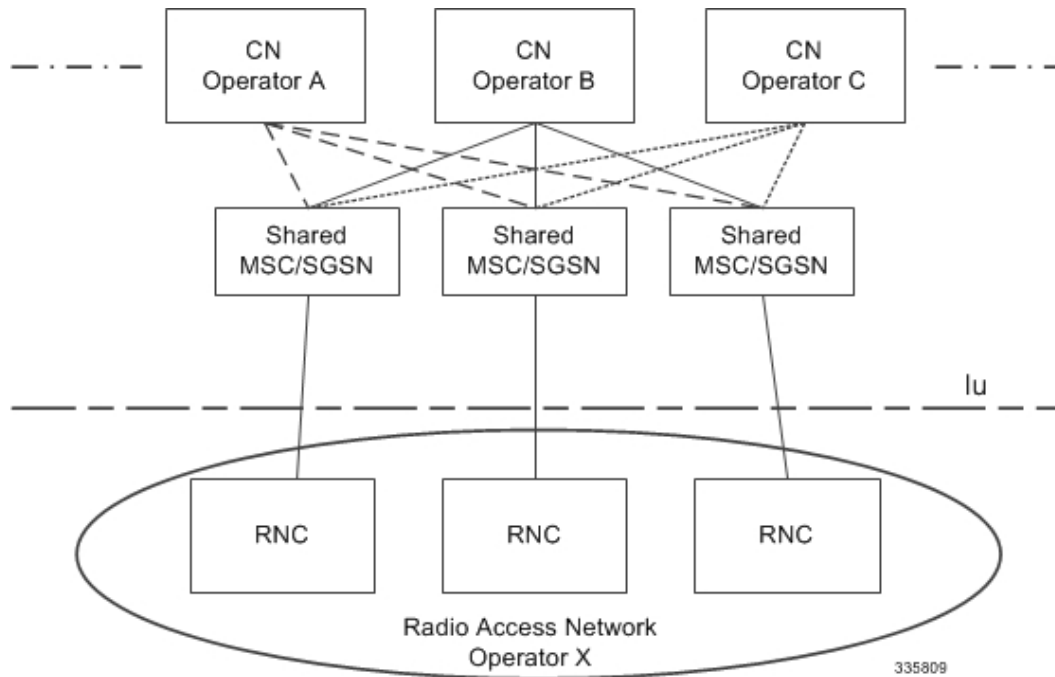 CN
Operator A
CN
Operator B
CN
Operator C
Shared
MSC/SGSN
Shared
MSC/SGSN
Shared
MSC/SGSN
Iu
RNC
RNC
RNC
Radio Access Network
Operator X
335809